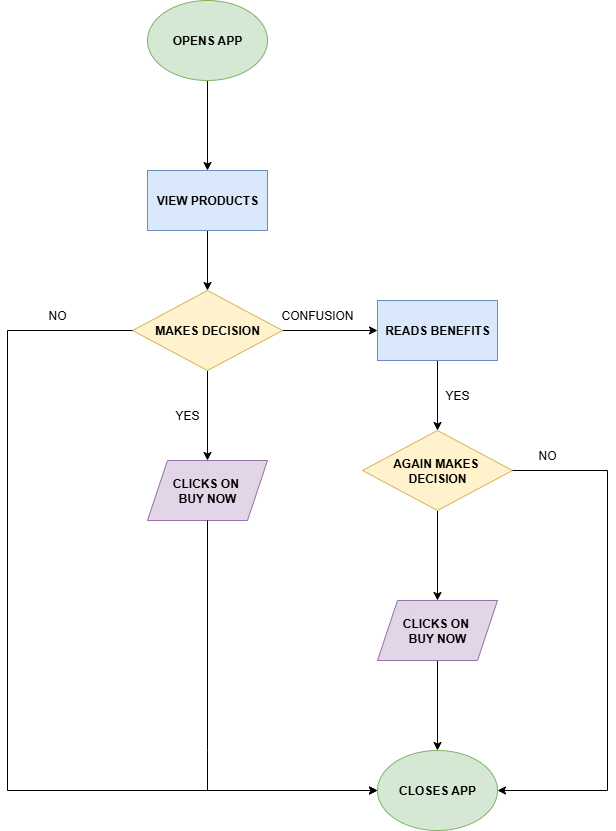 OPENS APP
VIEW PRODUCTS
NO
CONFUSION
MAKES DECISION
READS BENEFITS
YES
YES
AGAIN MAKES
DECISION
NO
CLICKS ON
BUY NOW
CLICKS ON
BUY NOW
CLOSES APP